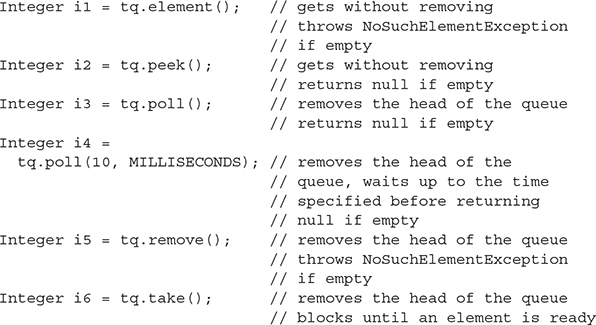 Integer i1 = tq.element();  // gets without removing
                            // throws NoSuchElementException
                            // if empty
Integer i2 = tq.peek();     // gets without removing
                            // returns null if empty
Integer i3 = tq.poll();     // removes the head of the queue
                            // returns null if empty
Integer i4 =
  tq.poll(10, MILLISECONDS); // removes the head of the
                            // queue, waits up to the time
                            // specified before returning
                            // null if empty
Integer i5 = tq.remove();   // removes the head of the queue
                            // throws NoSuchElementException
                            // if empty
Integer i6 = tq.take();     // removes the head of the queue
                            // blocks until an element is ready